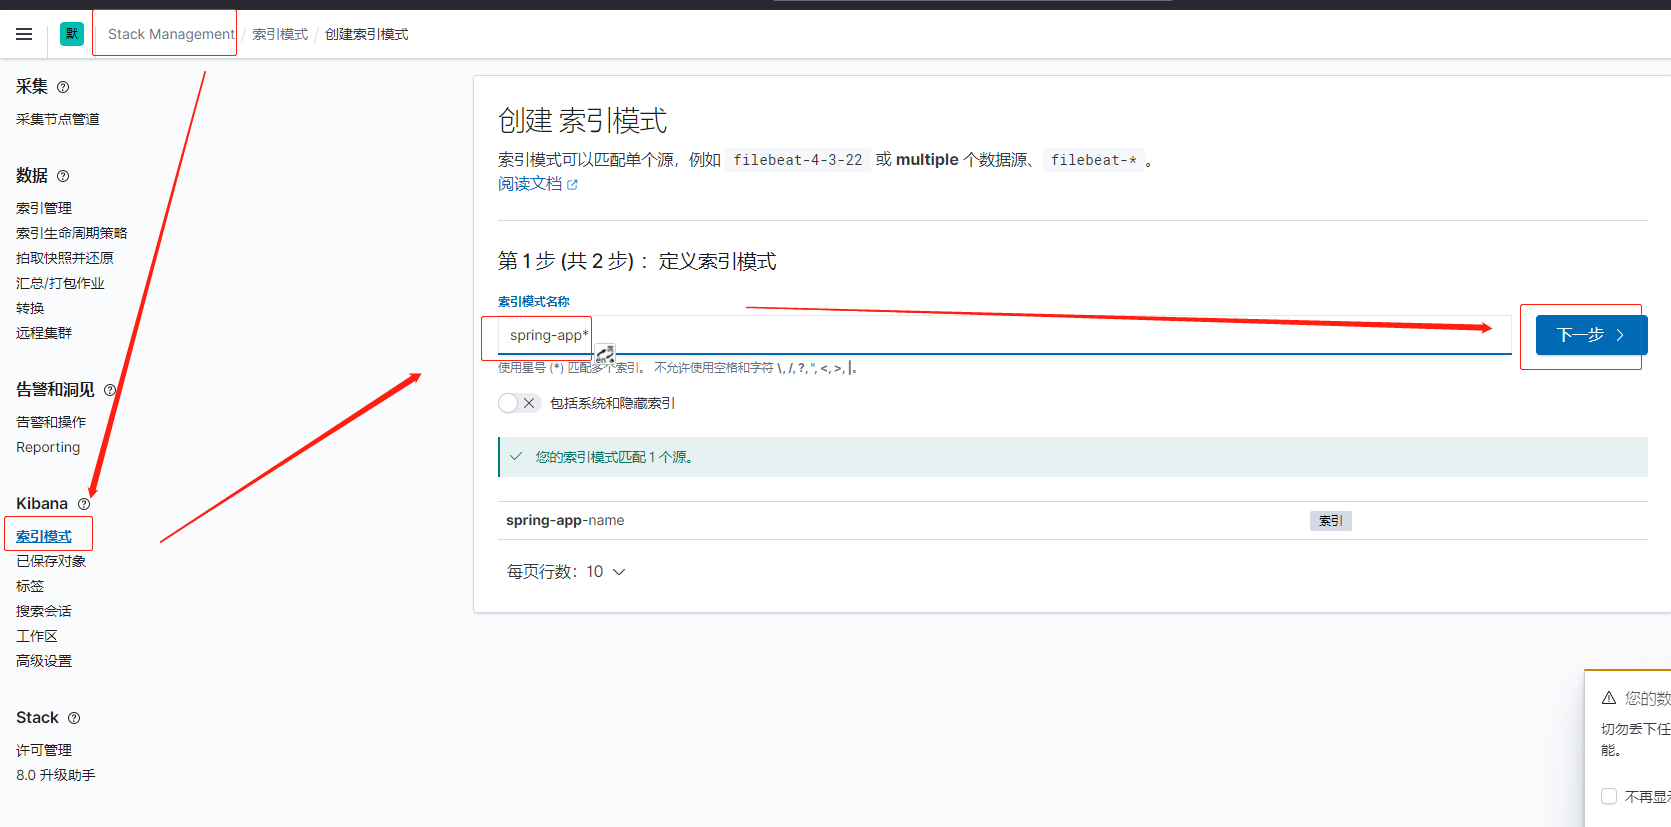 默 Stack Management / 索引模式 / 创建索引模式
采集
采集节点管道
数据
索引管理
索引生命周期策略
拍取快照并还原
汇总/打包作业
转换
远程集群
告警和洞见
告警和操作
Reporting
Kibana
索引模式
已保存对象
标签
搜索会话
工作区
高级设置
Stack
许可管理
8.0 升级助手
创建 索引模式
索引模式可以匹配单个源，例如 filebeat-4-3-22 或 multiple 个数据源、 filebeat-* 。
阅读文档
第 1 步 (共 2 步) ：定义索引模式
索引模式名称
spring-app*
下一步
使用星号 (*) 匹配多个索引。 不允许使用空格和字符 \, /, ?, ", <, >, |。
包括系统和隐藏索引
您的索引模式匹配 1 个源。
spring-app-name 索引
每页行数：10
您的数
切勿丢下任
能。
不再显